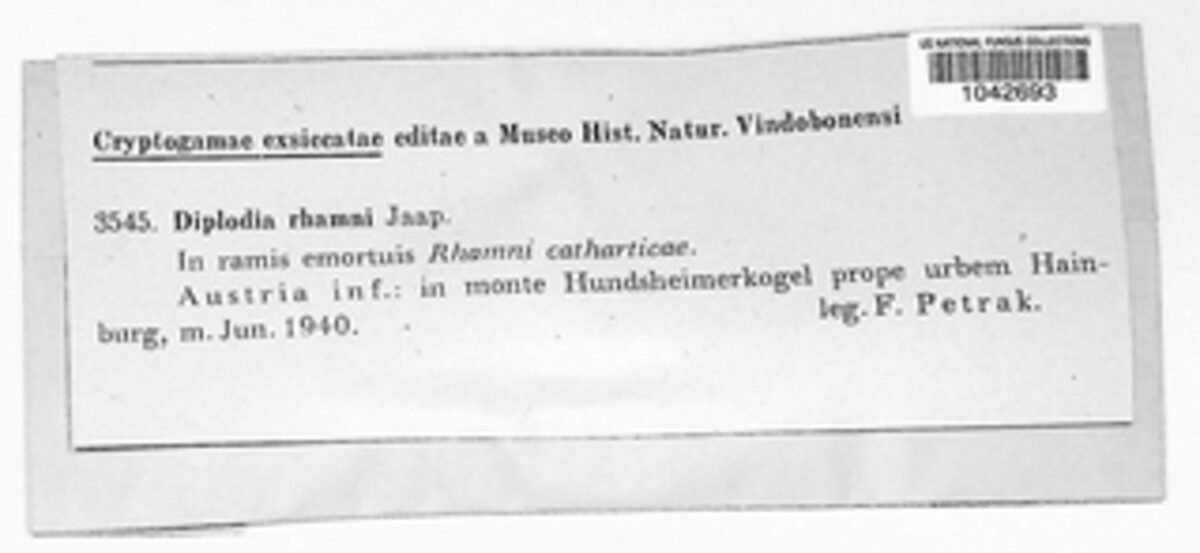 US NATIONAL FUNGUS COLLECTIONS
1042693
Cryptogamae exsiccatae editae a Museo Hist. Natur. Vindobonensi
3545. Diplodia rhamni Jaap.
In ramis emortuis Rhamni catharticae.
Austria inf.: in monte Hundsheimerkogel prope urbem Hain-
burg, m. Jun. 1940. leg. F. Petrak.